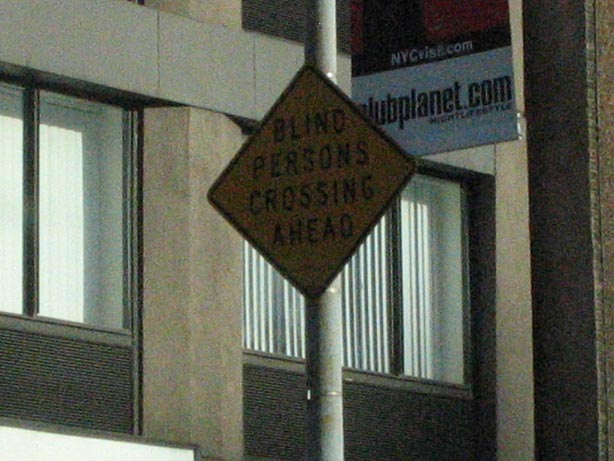 NYCvisit.com
clubplanet.com
NIGHTLIFESTYLE
BLIND
PERSONS
CROSSING
AHEAD